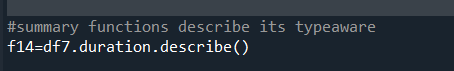 #summary functions describe its typeaware
f14=df7.duration.describe()